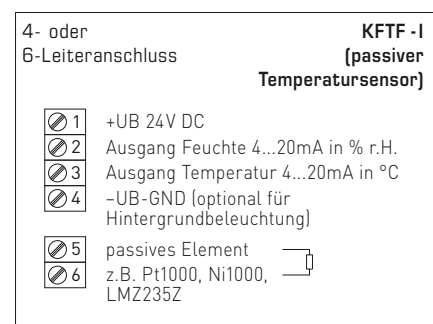 4- oder KFTF -I
6-Leiteranschluss (passiver
Temperatursensor)
1 +UB 24V DC
2 Ausgang Feuchte 4...20mA in % r.H.
3 Ausgang Temperatur 4...20mA in °C
4 –UB-GND (optional für
Hintergrundbeleuchtung)
5 passives Element
6 z.B. Pt1000, Ni1000,
LMZ235Z